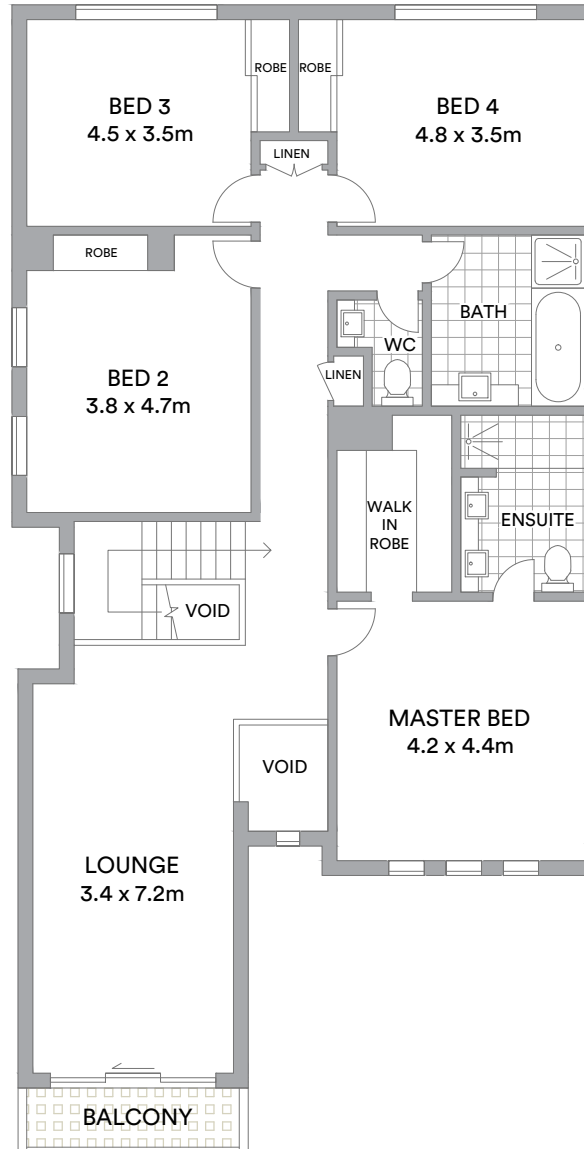 ROBE
ROBE
BED 3
4.5 x 3.5m
BED 4
4.8 x 3.5m
LINEN
ROBE
BATH
WC
LINEN
BED 2
3.8 x 4.7m
WALK
IN
ROBE
ENSUITE
VOID
MASTER BED
4.2 x 4.4m
VOID
LOUNGE
3.4 x 7.2m
BALCONY